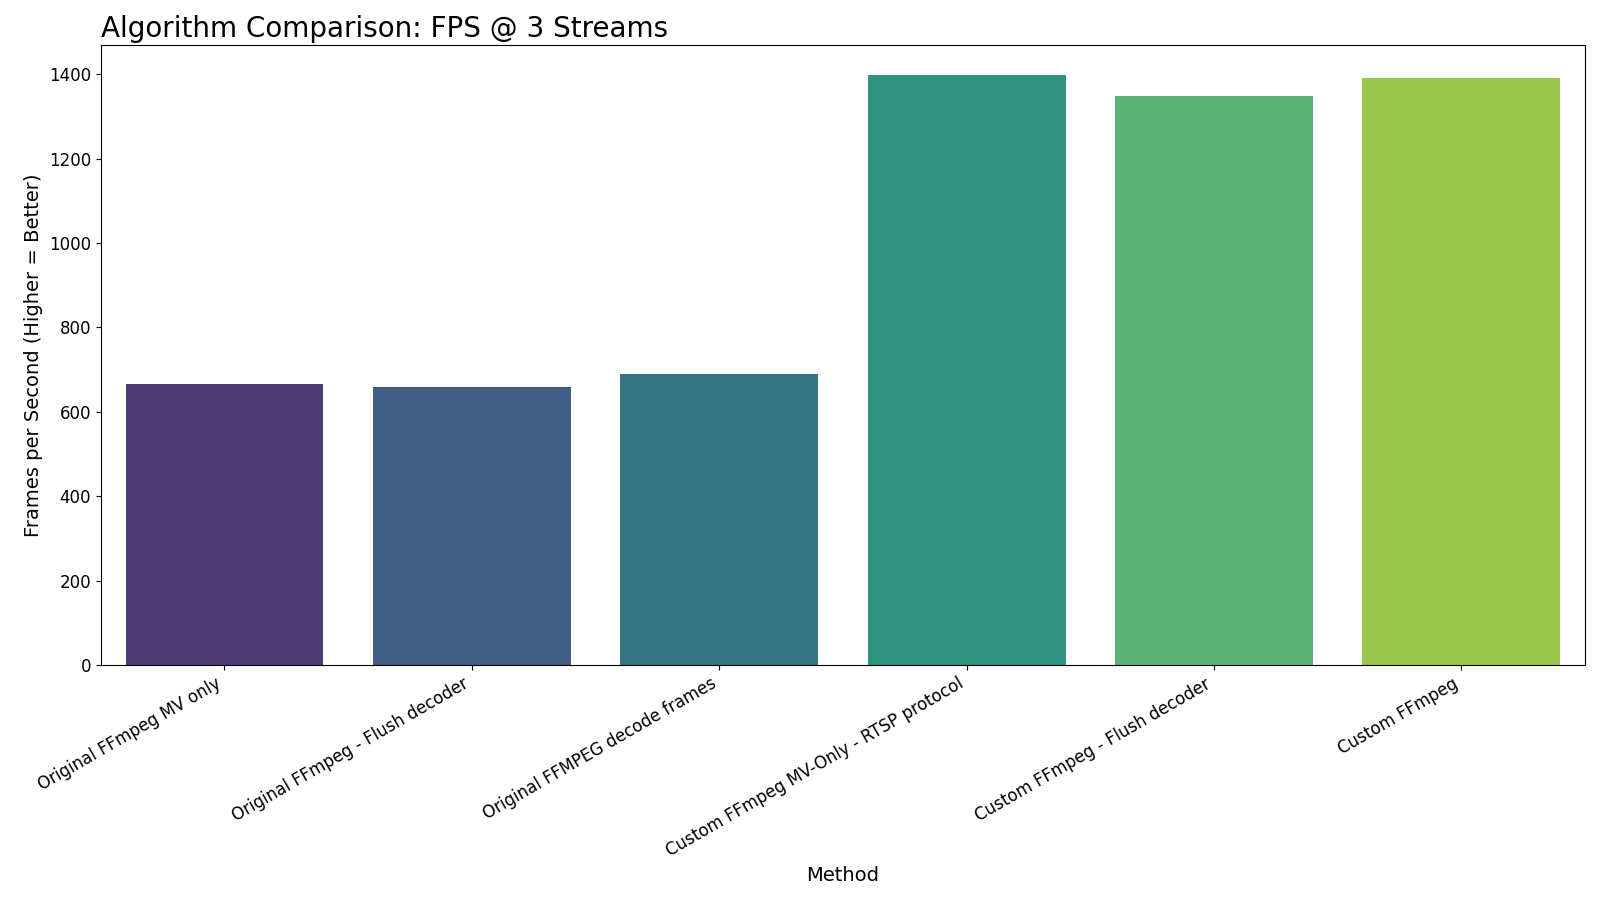 Algorithm Comparison: FPS @ 3 Streams
Frames per Second (Higher = Better)
1400
1200
1000
800
600
400
200
0
Original FFmpeg MV only
Original FFmpeg - Flush decoder
Original FFMPEG decode frames
Custom FFmpeg MV-Only - RTSP protocol
Custom FFmpeg - Flush decoder
Custom FFmpeg
Method